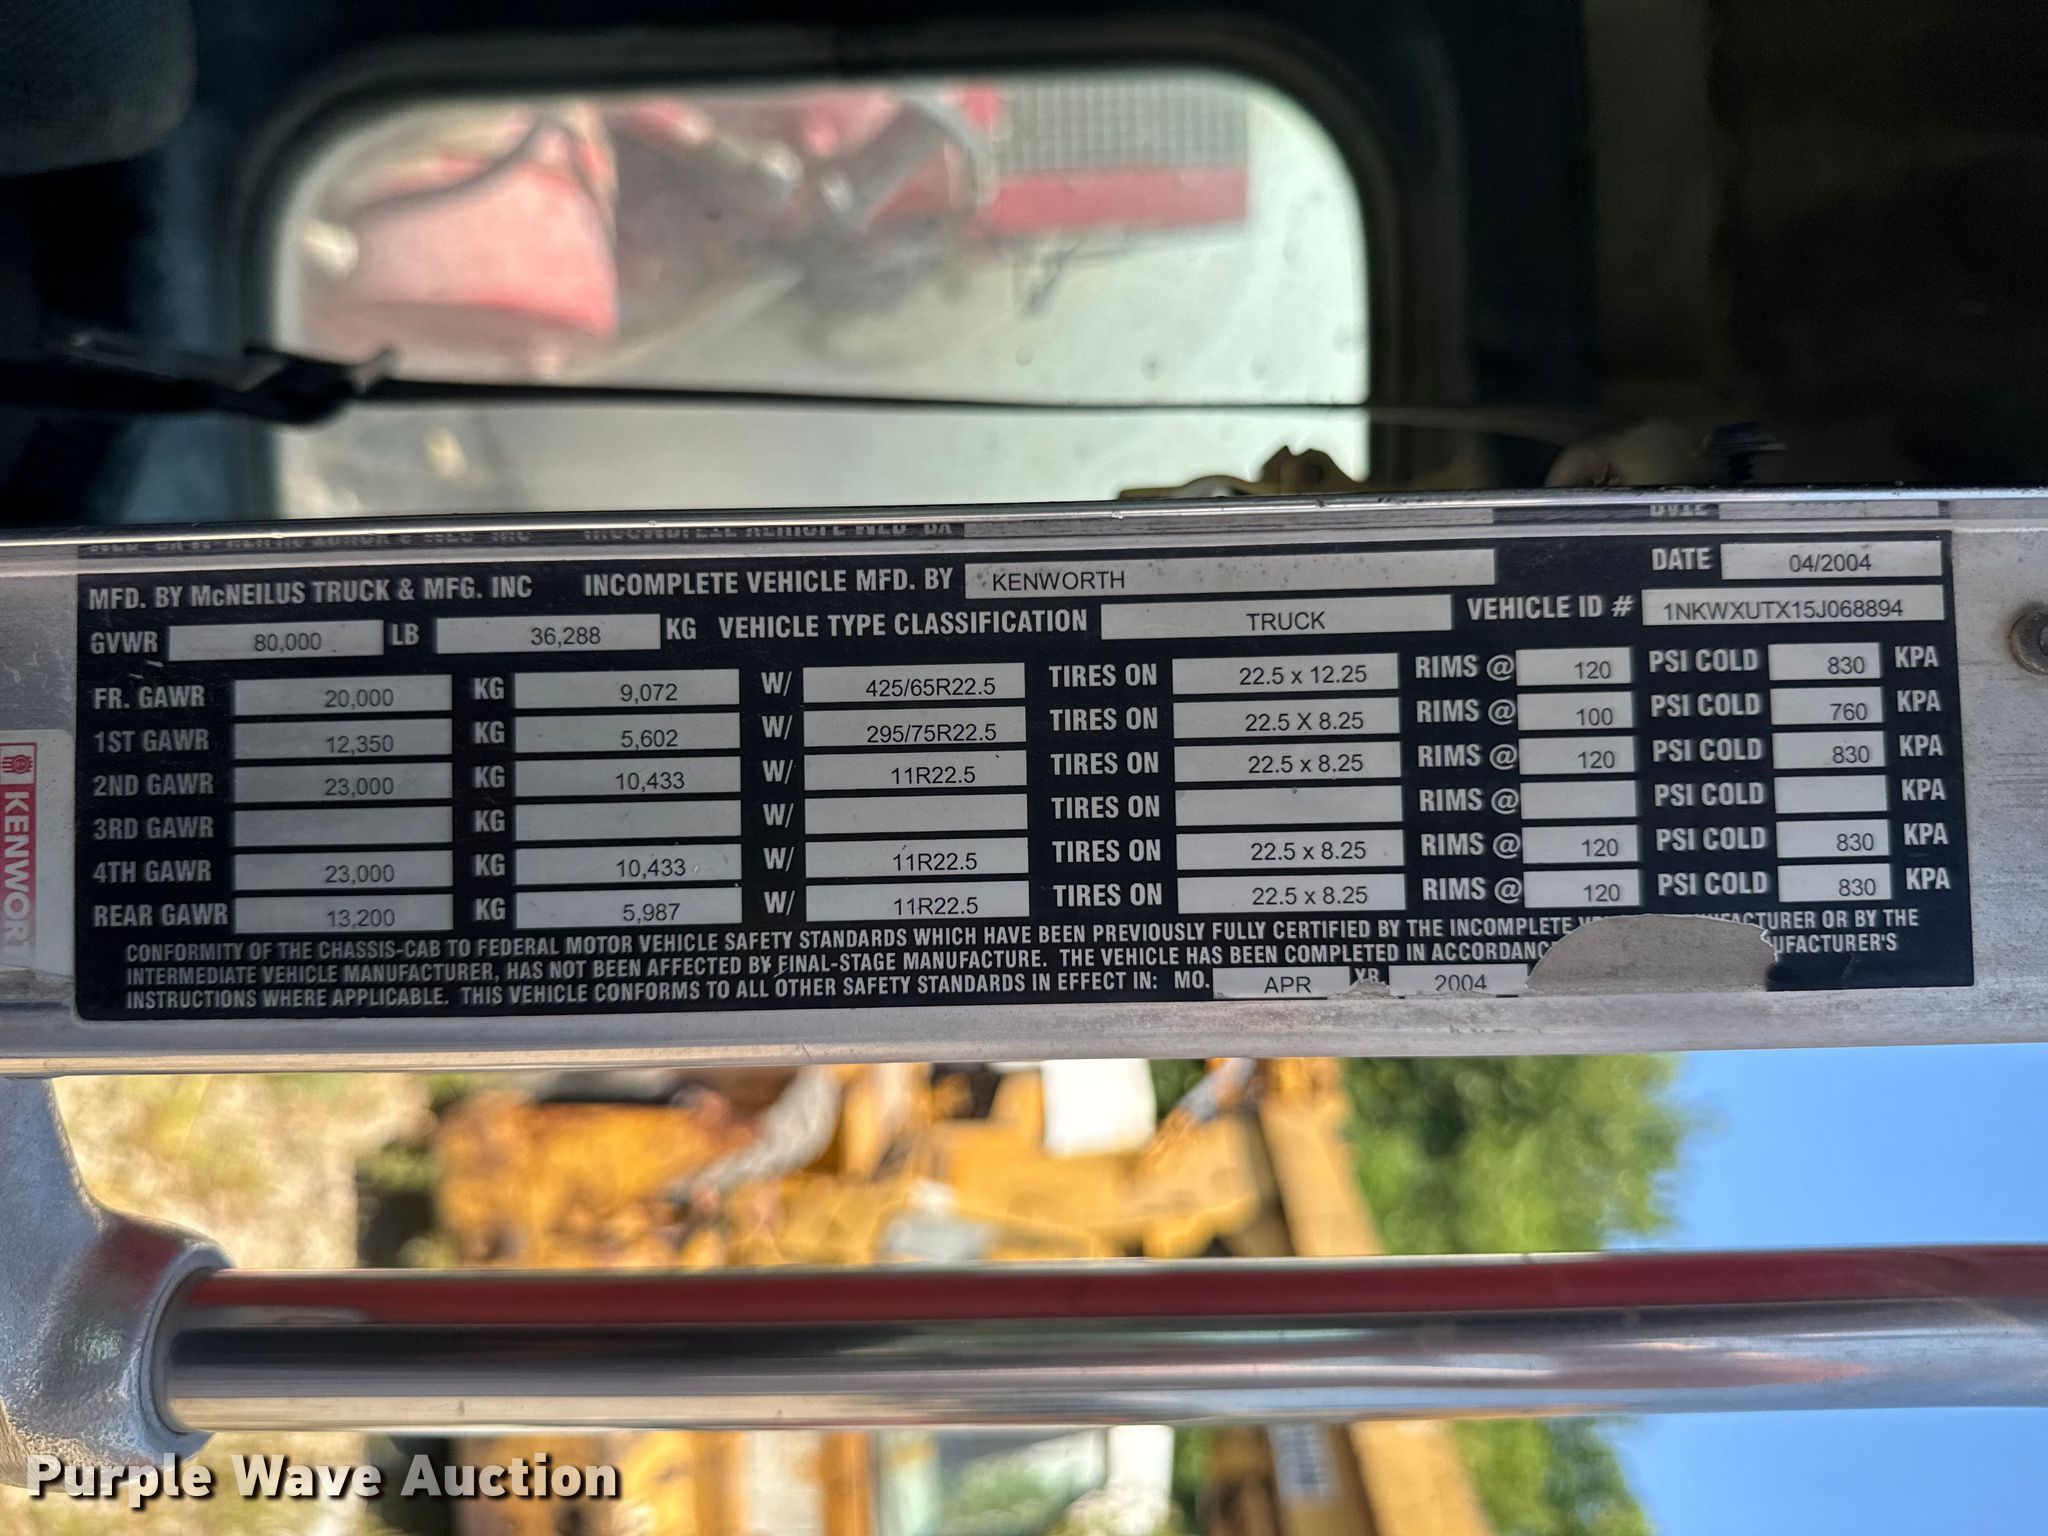 MFD. BY McNEILUS TRUCK & MFG. INC INCOMPLETE VEHICLE MFD. BY KENWORTH DATE 04/2004
GVWR 80,000 LB 36,288 KG VEHICLE TYPE CLASSIFICATION TRUCK VEHICLE ID # 1NKWXUTX15J068894
FR. GAWR 20,000 KG 9,072 W/ 425/65R22.5 TIRES ON 22.5 x 12.25 RIMS @ 120 PSI COLD 830 KPA
1ST GAWR 12,350 KG 5,602 W/ 295/75R22.5 TIRES ON 22.5 X 8.25 RIMS @ 100 PSI COLD 760 KPA
2ND GAWR 23,000 KG 10,433 W/ 11R22.5 TIRES ON 22.5 x 8.25 RIMS @ 120 PSI COLD 830 KPA
3RD GAWR KG W/ TIRES ON RIMS @ PSI COLD KPA
4TH GAWR 23,000 KG 10,433 W/ 11R22.5 TIRES ON 22.5 x 8.25 RIMS @ 120 PSI COLD 830 KPA
REAR GAWR 13,200 KG 5,987 W/ 11R22.5 TIRES ON 22.5 x 8.25 RIMS @ 120 PSI COLD 830 KPA
CONFORMITY OF THE CHASSIS-CAB TO FEDERAL MOTOR VEHICLE SAFETY STANDARDS WHICH HAVE BEEN PREVIOUSLY FULLY CERTIFIED BY THE INCOMPLETE OR BY THE
INTERMEDIATE VEHICLE MANUFACTURER, HAS NOT BEEN AFFECTED BY FINAL-STAGE MANUFACTURE. THE VEHICLE HAS BEEN COMPLETED IN
INSTRUCTIONS WHERE APPLICABLE. THIS VEHICLE CONFORMS TO ALL OTHER SAFETY STANDARDS IN EFFECT IN: MO. APR YR. 2004
KENWORT
Purple Wave Auction